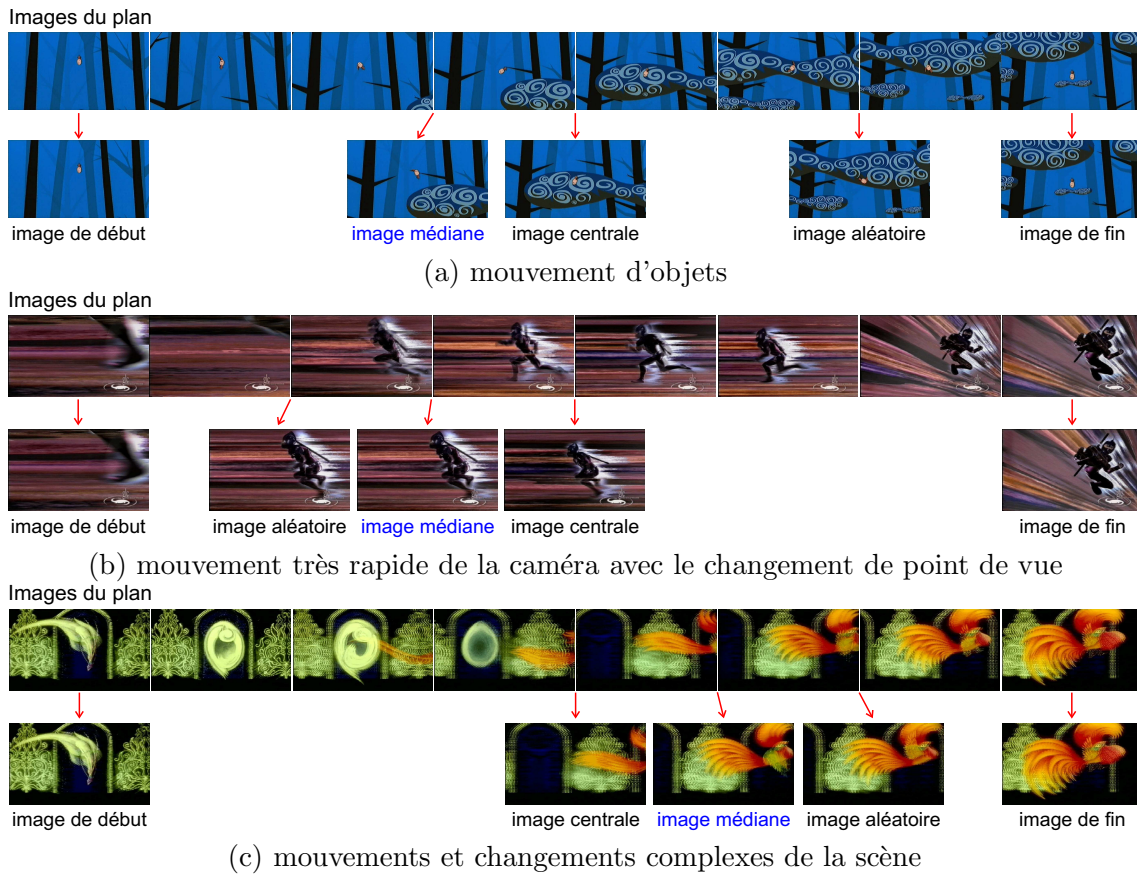 Images du plan
image de début image médiane image centrale image aléatoire image de fin
(a) mouvement d'objets
Images du plan
image de début image aléatoire image médiane image centrale image de fin
(b) mouvement très rapide de la caméra avec le changement de point de vue
Images du plan
image de début image centrale image médiane image aléatoire image de fin
(c) mouvements et changements complexes de la scène